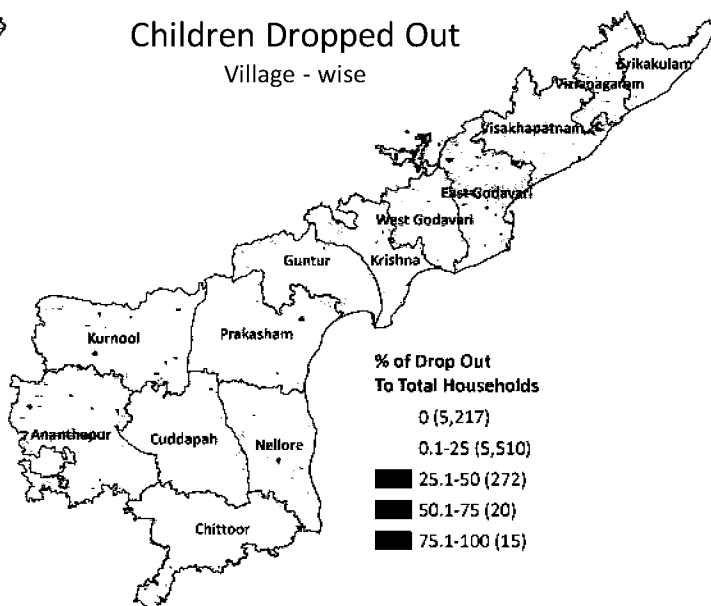 Children Dropped Out
Village - wise
Srikakulam
Vizianagaram
Visakhapatnam
East Godavari
West Godavari
Guntur
Krishna
Kurnool
Prakasham
Ananthapur
Cuddapah
Nellore
Chittoor
% of Drop Out
To Total Households
0 (5,217)
0.1-25 (5,510)
25.1-50 (272)
50.1-75 (20)
75.1-100 (15)